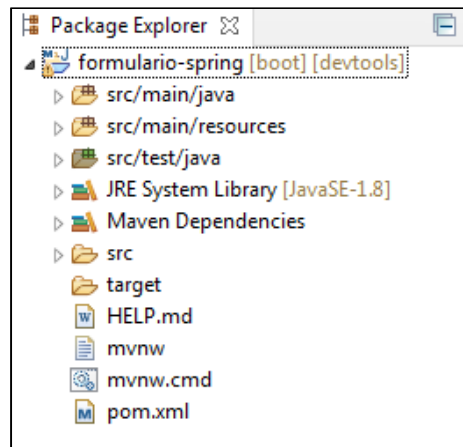 Package Explorer
formulario-spring [boot] [devtools]
src/main/java
src/main/resources
src/test/java
JRE System Library [JavaSE-1.8]
Maven Dependencies
src
target
HELP.md
mvnw
mvnw.cmd
pom.xml